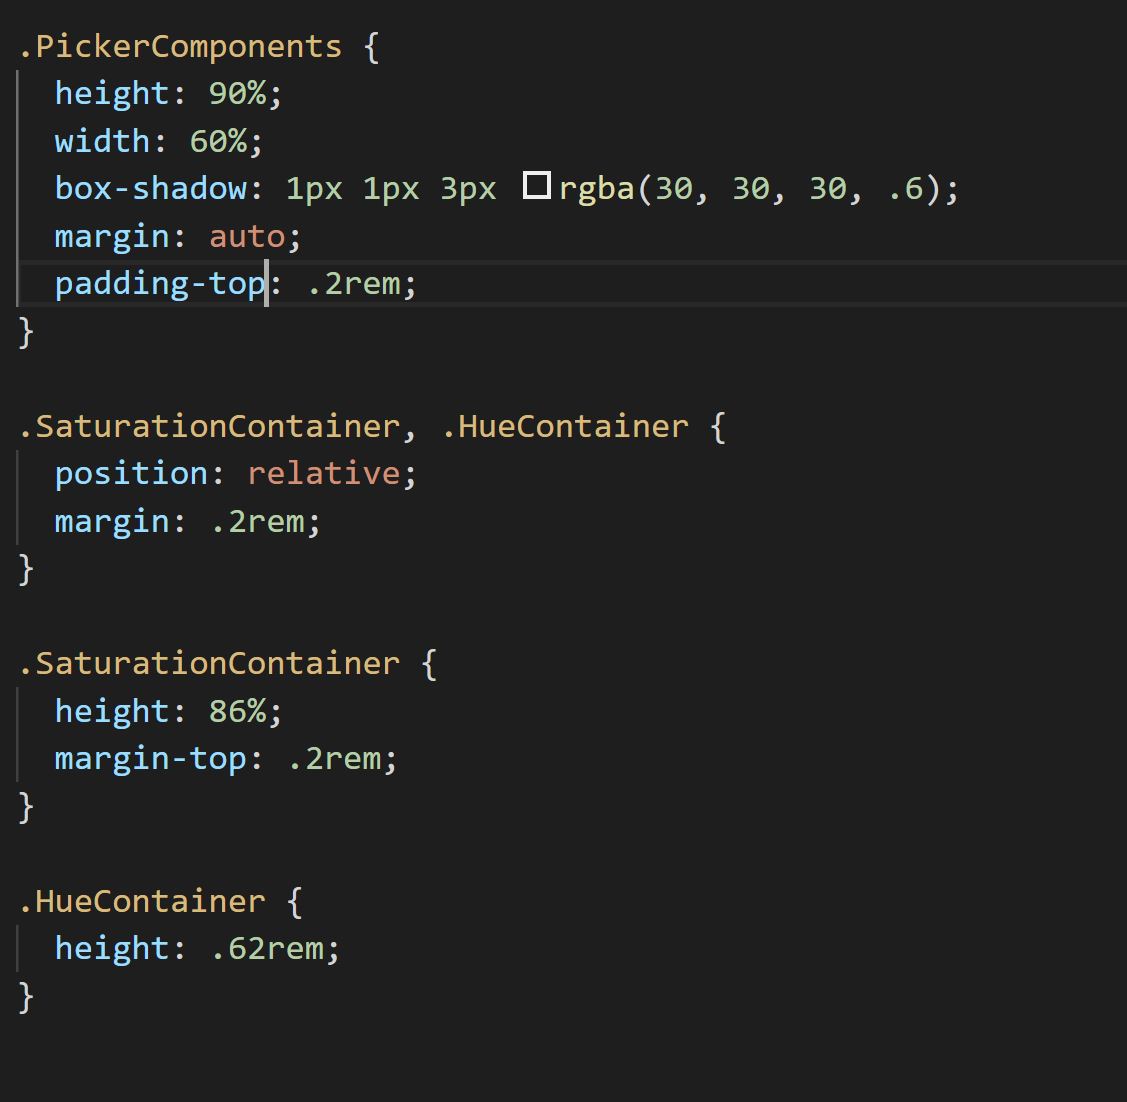 .PickerComponents {
  height: 90%;
  width: 60%;
  box-shadow: 1px 1px 3px rgba(30, 30, 30, .6);
  margin: auto;
  padding-top: .2rem;
}

.SaturationContainer, .HueContainer {
  position: relative;
  margin: .2rem;
}

.SaturationContainer {
  height: 86%;
  margin-top: .2rem;
}

.HueContainer {
  height: .62rem;
}